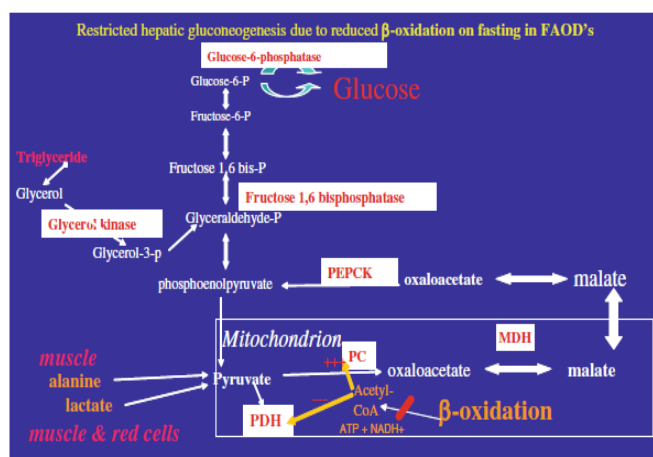 Restricted hepatic gluconeogenesis due to reduced β-oxidation on fasting in FAOD's
Glucose-6-phosphatase
Glucose-6-P
Glucose
Fructose-6-P
Triglyceride
Fructose 1,6 bis-P
Glycerol
Fructose 1,6 bisphosphatase
Glycerol kinase
Glyceraldehyde-P
Glycerol-3-p
PEPCK
phosphoenolpyruvate
oxaloacetate
malate
Mitochondrion
MDH
muscle
+++
PC
alanine
Pyruvate
oxaloacetate
malate
lactate
Acetyl-
CoA
β-oxidation
muscle & red cells
PDH
---
ATP + NADH+